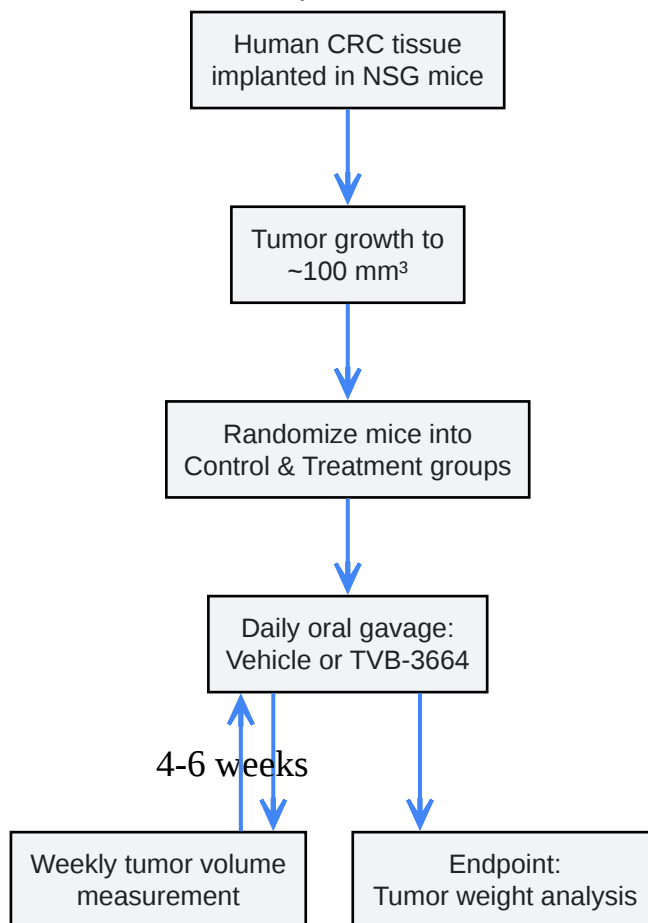 Human CRC tissue
implanted in NSG mice
Tumor growth to
~100 mm³
Randomize mice into
Control & Treatment groups
Daily oral gavage:
Vehicle or TVB-3664
4-6 weeks
Weekly tumor volume
measurement
Endpoint:
Tumor weight analysis